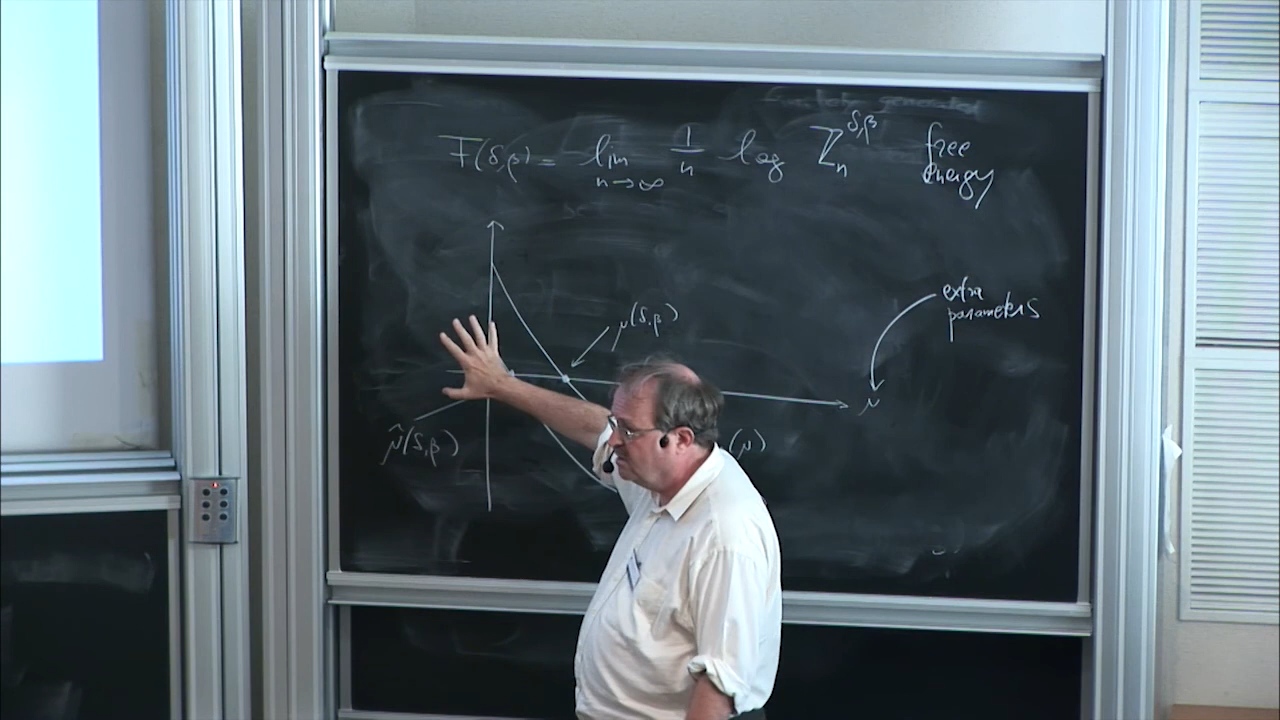 F(δ,β) = lim n→∞ 1/n log Z_n^{δ,β} free energy
extra parameters
μ(δ,β)
μ
μ̂(δ,β)
(μ)